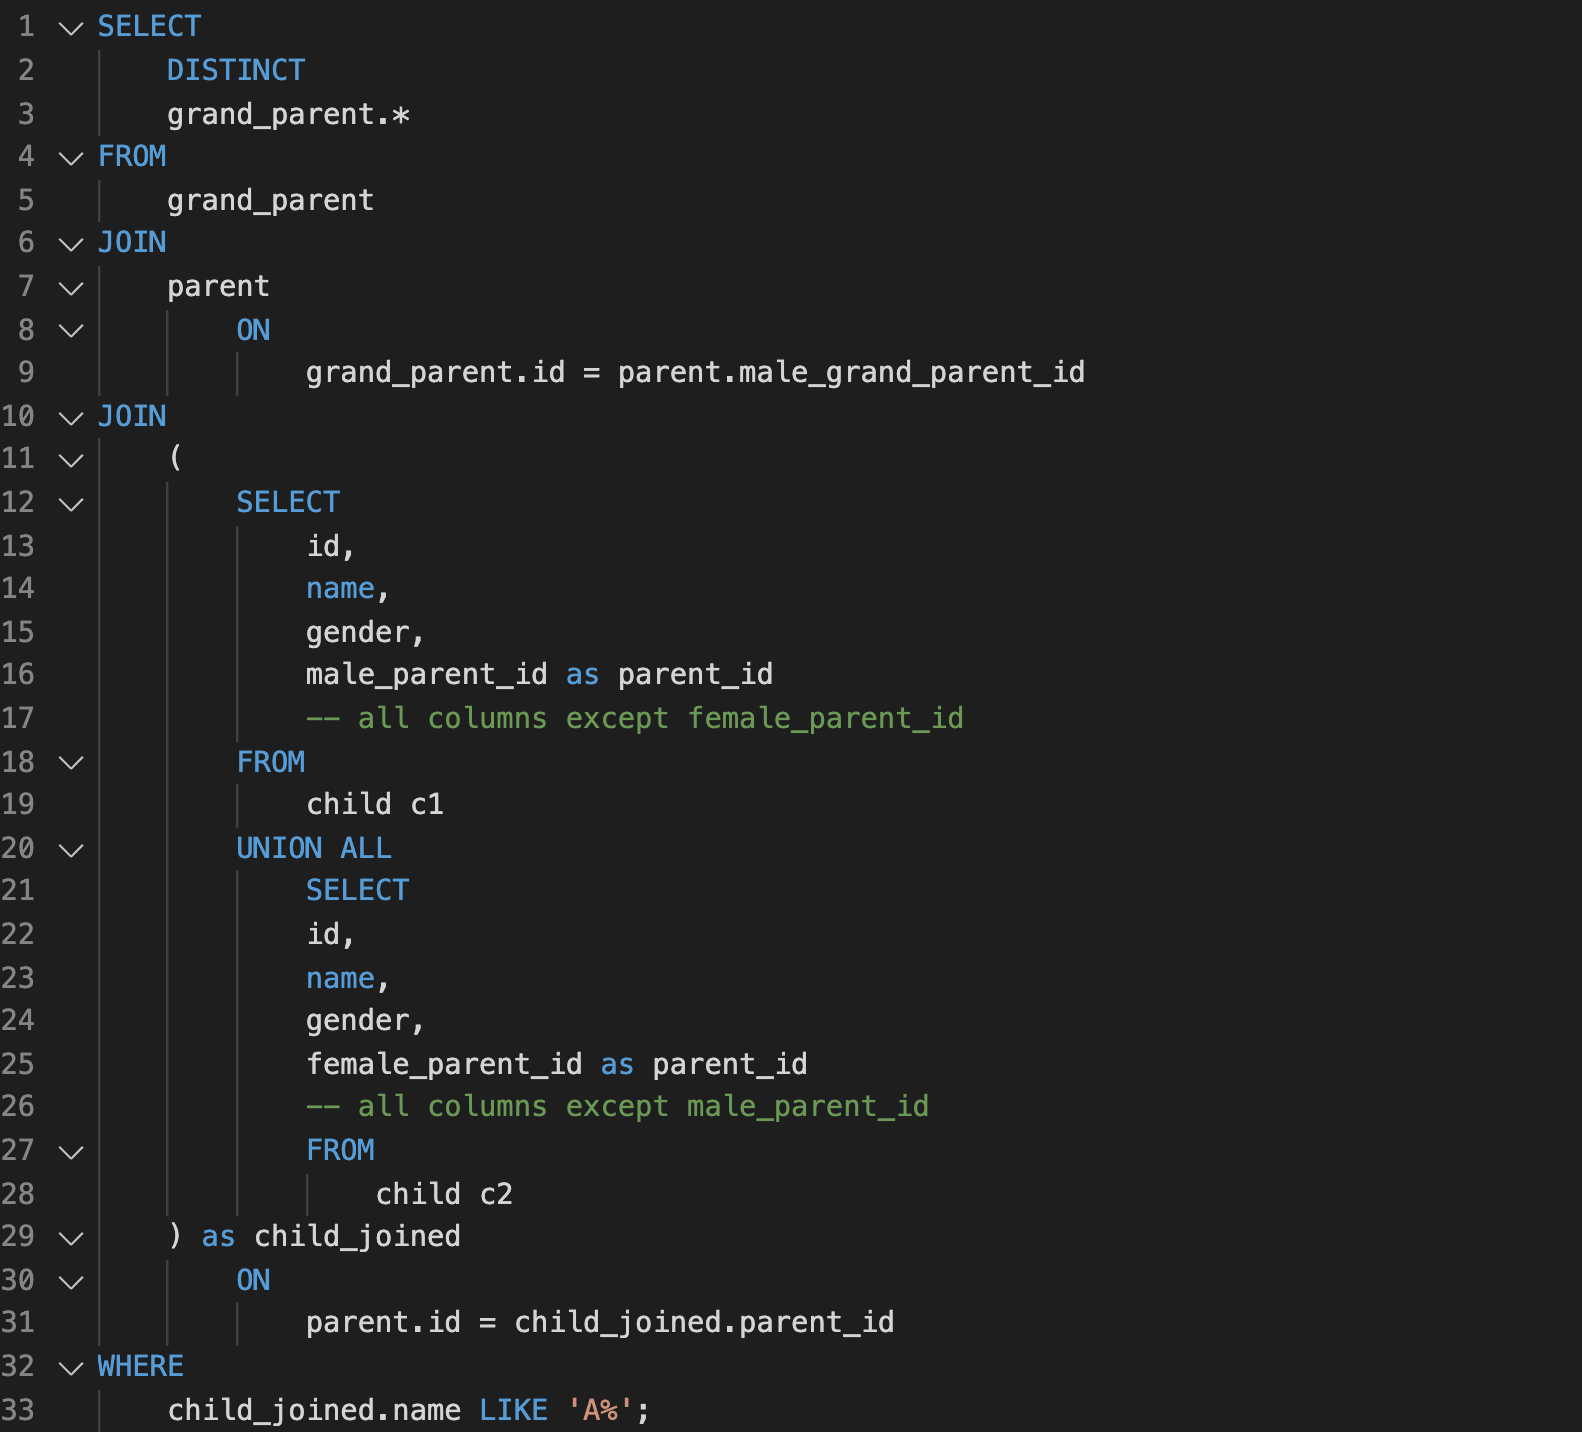 1 SELECT
2 DISTINCT
3 grand_parent.*
4 FROM
5 grand_parent
6 JOIN
7 parent
8 ON
9 grand_parent.id = parent.male_grand_parent_id
10 JOIN
11 (
12 SELECT
13 id,
14 name,
15 gender,
16 male_parent_id as parent_id
17 -- all columns except female_parent_id
18 FROM
19 child c1
20 UNION ALL
21 SELECT
22 id,
23 name,
24 gender,
25 female_parent_id as parent_id
26 -- all columns except male_parent_id
27 FROM
28 child c2
29 ) as child_joined
30 ON
31 parent.id = child_joined.parent_id
32 WHERE
33 child_joined.name LIKE 'A%';